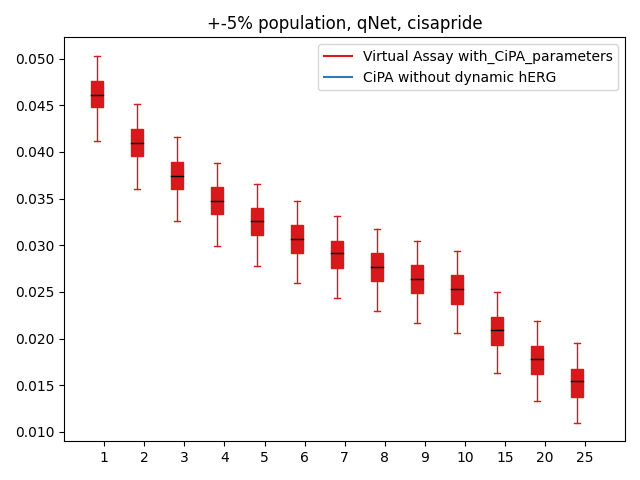 +-5% population, qNet, cisapride
Virtual Assay with_CiPA_parameters
CiPA without dynamic hERG
0.050
0.045
0.040
0.035
0.030
0.025
0.020
0.015
0.010
1 2 3 4 5 6 7 8 9 10 15 20 25